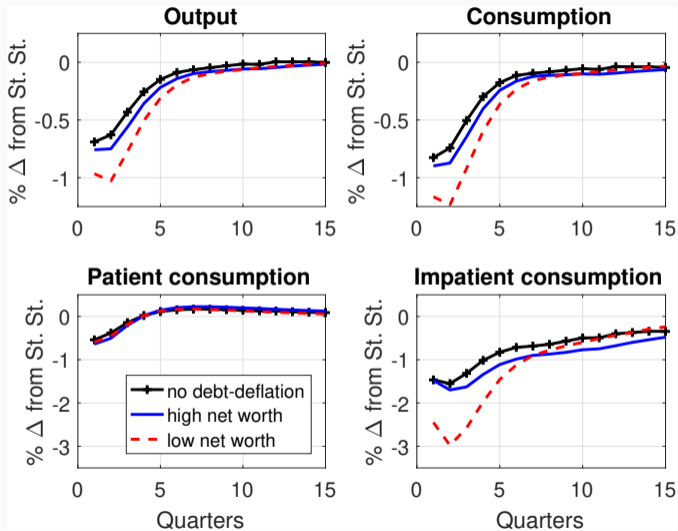 Output
% Δ from St. St.
0
-0.5
-1
0 5 10 15
Consumption
% Δ from St. St.
0
-0.5
-1
0 5 10 15
Patient consumption
% Δ from St. St.
0
-1
-2
-3
no debt-deflation
high net worth
low net worth
0 5 10 15
Quarters
Impatient consumption
% Δ from St. St.
0
-1
-2
-3
0 5 10 15
Quarters